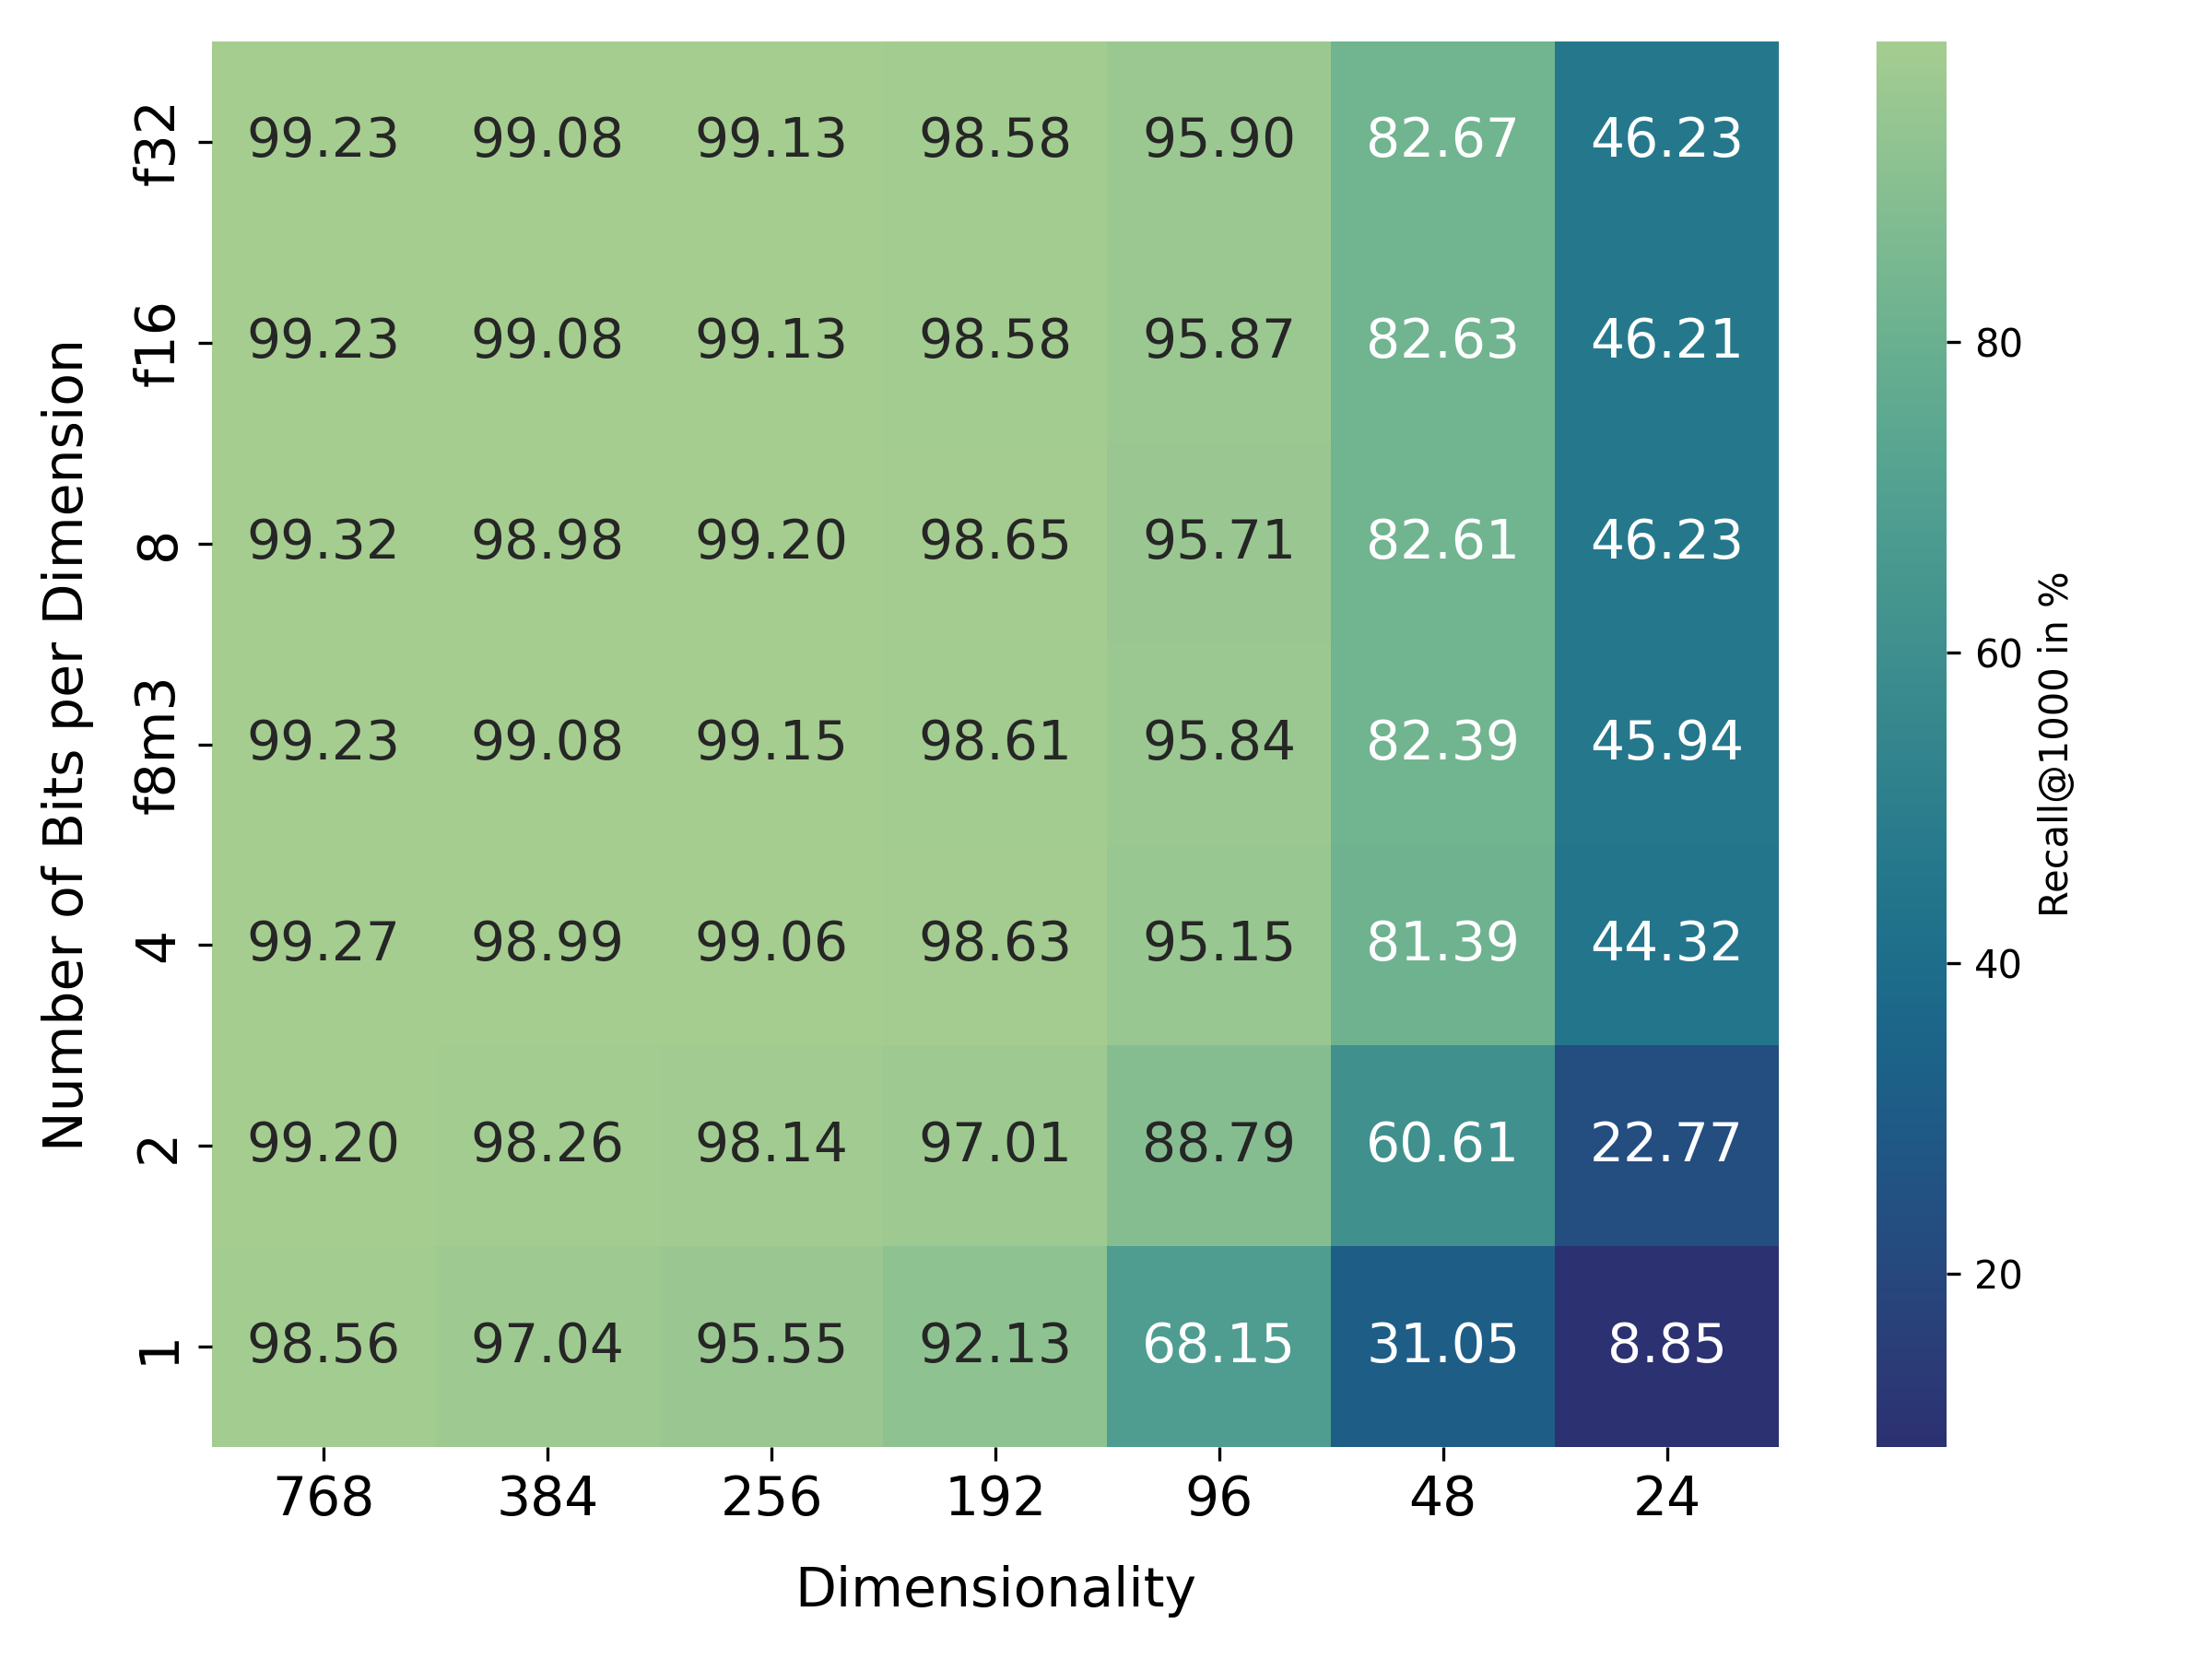 Number of Bits per Dimension
f32 99.23 99.08 99.13 98.58 95.90 82.67 46.23
f16 99.23 99.08 99.13 98.58 95.87 82.63 46.21
8 99.32 98.98 99.20 98.65 95.71 82.61 46.23
f8m3 99.23 99.08 99.15 98.61 95.84 82.39 45.94
4 99.27 98.99 99.06 98.63 95.15 81.39 44.32
2 99.20 98.26 98.14 97.01 88.79 60.61 22.77
1 98.56 97.04 95.55 92.13 68.15 31.05 8.85
768 384 256 192 96 48 24
Dimensionality
80
60
40
20
Recall@1000 in %